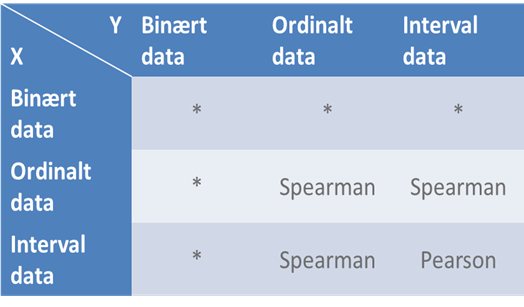 Y Binært data Ordinalt data Interval data
X
Binært data * * *
Ordinalt data * Spearman Spearman
Interval data * Spearman Pearson